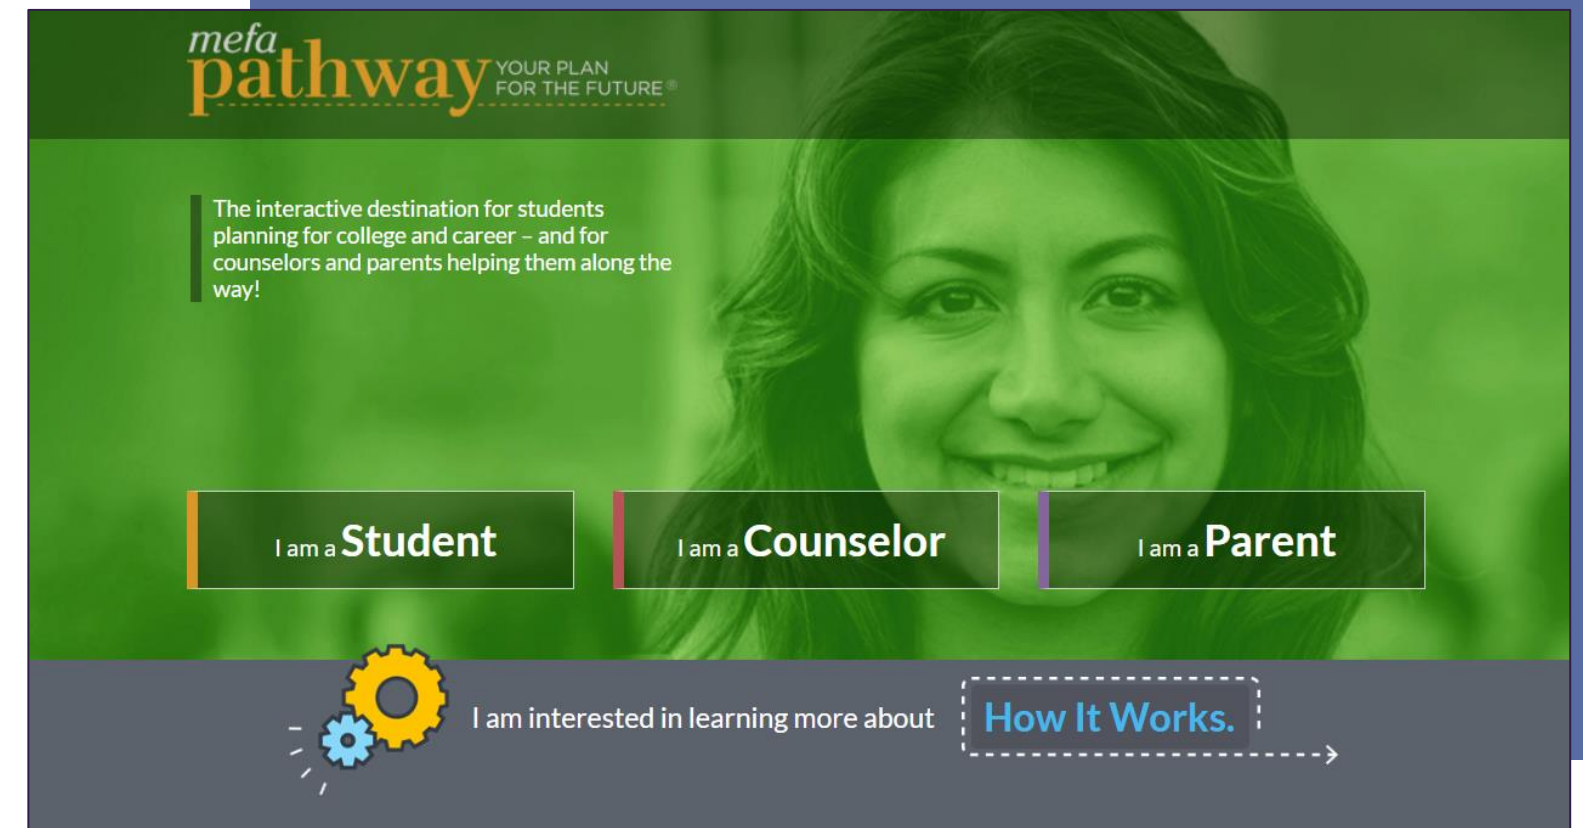 mefa
pathway YOUR PLAN
FOR THE FUTURE®
The interactive destination for students
planning for college and career – and for
counselors and parents helping them along the
way!
I am a Student
I am a Counselor
I am a Parent
I am interested in learning more about How It Works.